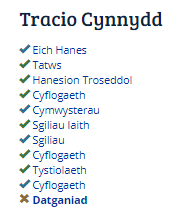 Tracio Cynnydd
Eich Hanes
Tatws
Hanesion Troseddol
Cyflogaeth
Cymwysterau
Sgiliau Iaith
Sgiliau
Cyflogaeth
Tystiolaeth
Cyflogaeth
Datganiad